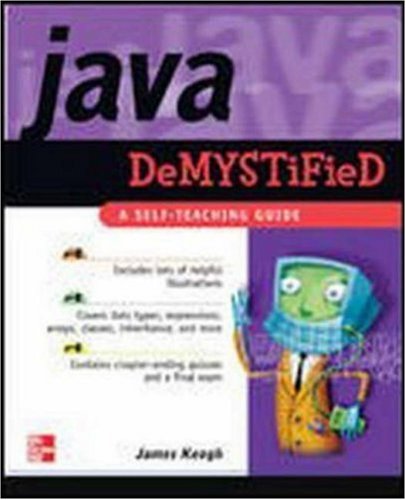 java
DeMYSTiFieD
A SELF-TEACHING GUIDE
Includes lots of helpful
illustrations
Covers data types, expressions,
arrays, classes, inheritance, and more
Contains chapter-ending quizzes
and a final exam
James Keogh